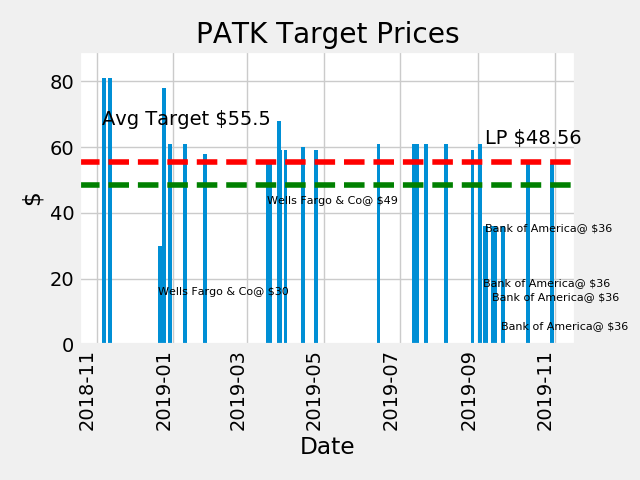 PATK Target Prices
80
60
40
20
0
$
Avg Target $55.5
LP $48.56
Wells Fargo & Co@ $49
Bank of America@ $36
Wells Fargo & Co@ $30
Bank of America@ $36
Bank of America@ $36
Bank of America@ $36
2018-11
2019-01
2019-03
2019-05
2019-07
2019-09
2019-11
Date